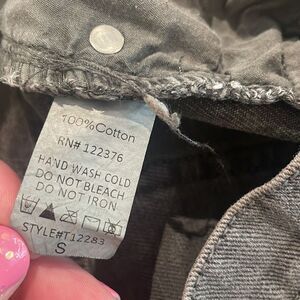 100%Cotton
RN# 122376
HAND WASH COLD
DO NOT BLEACH
DO NOT IRON
STYLE#T12283
S